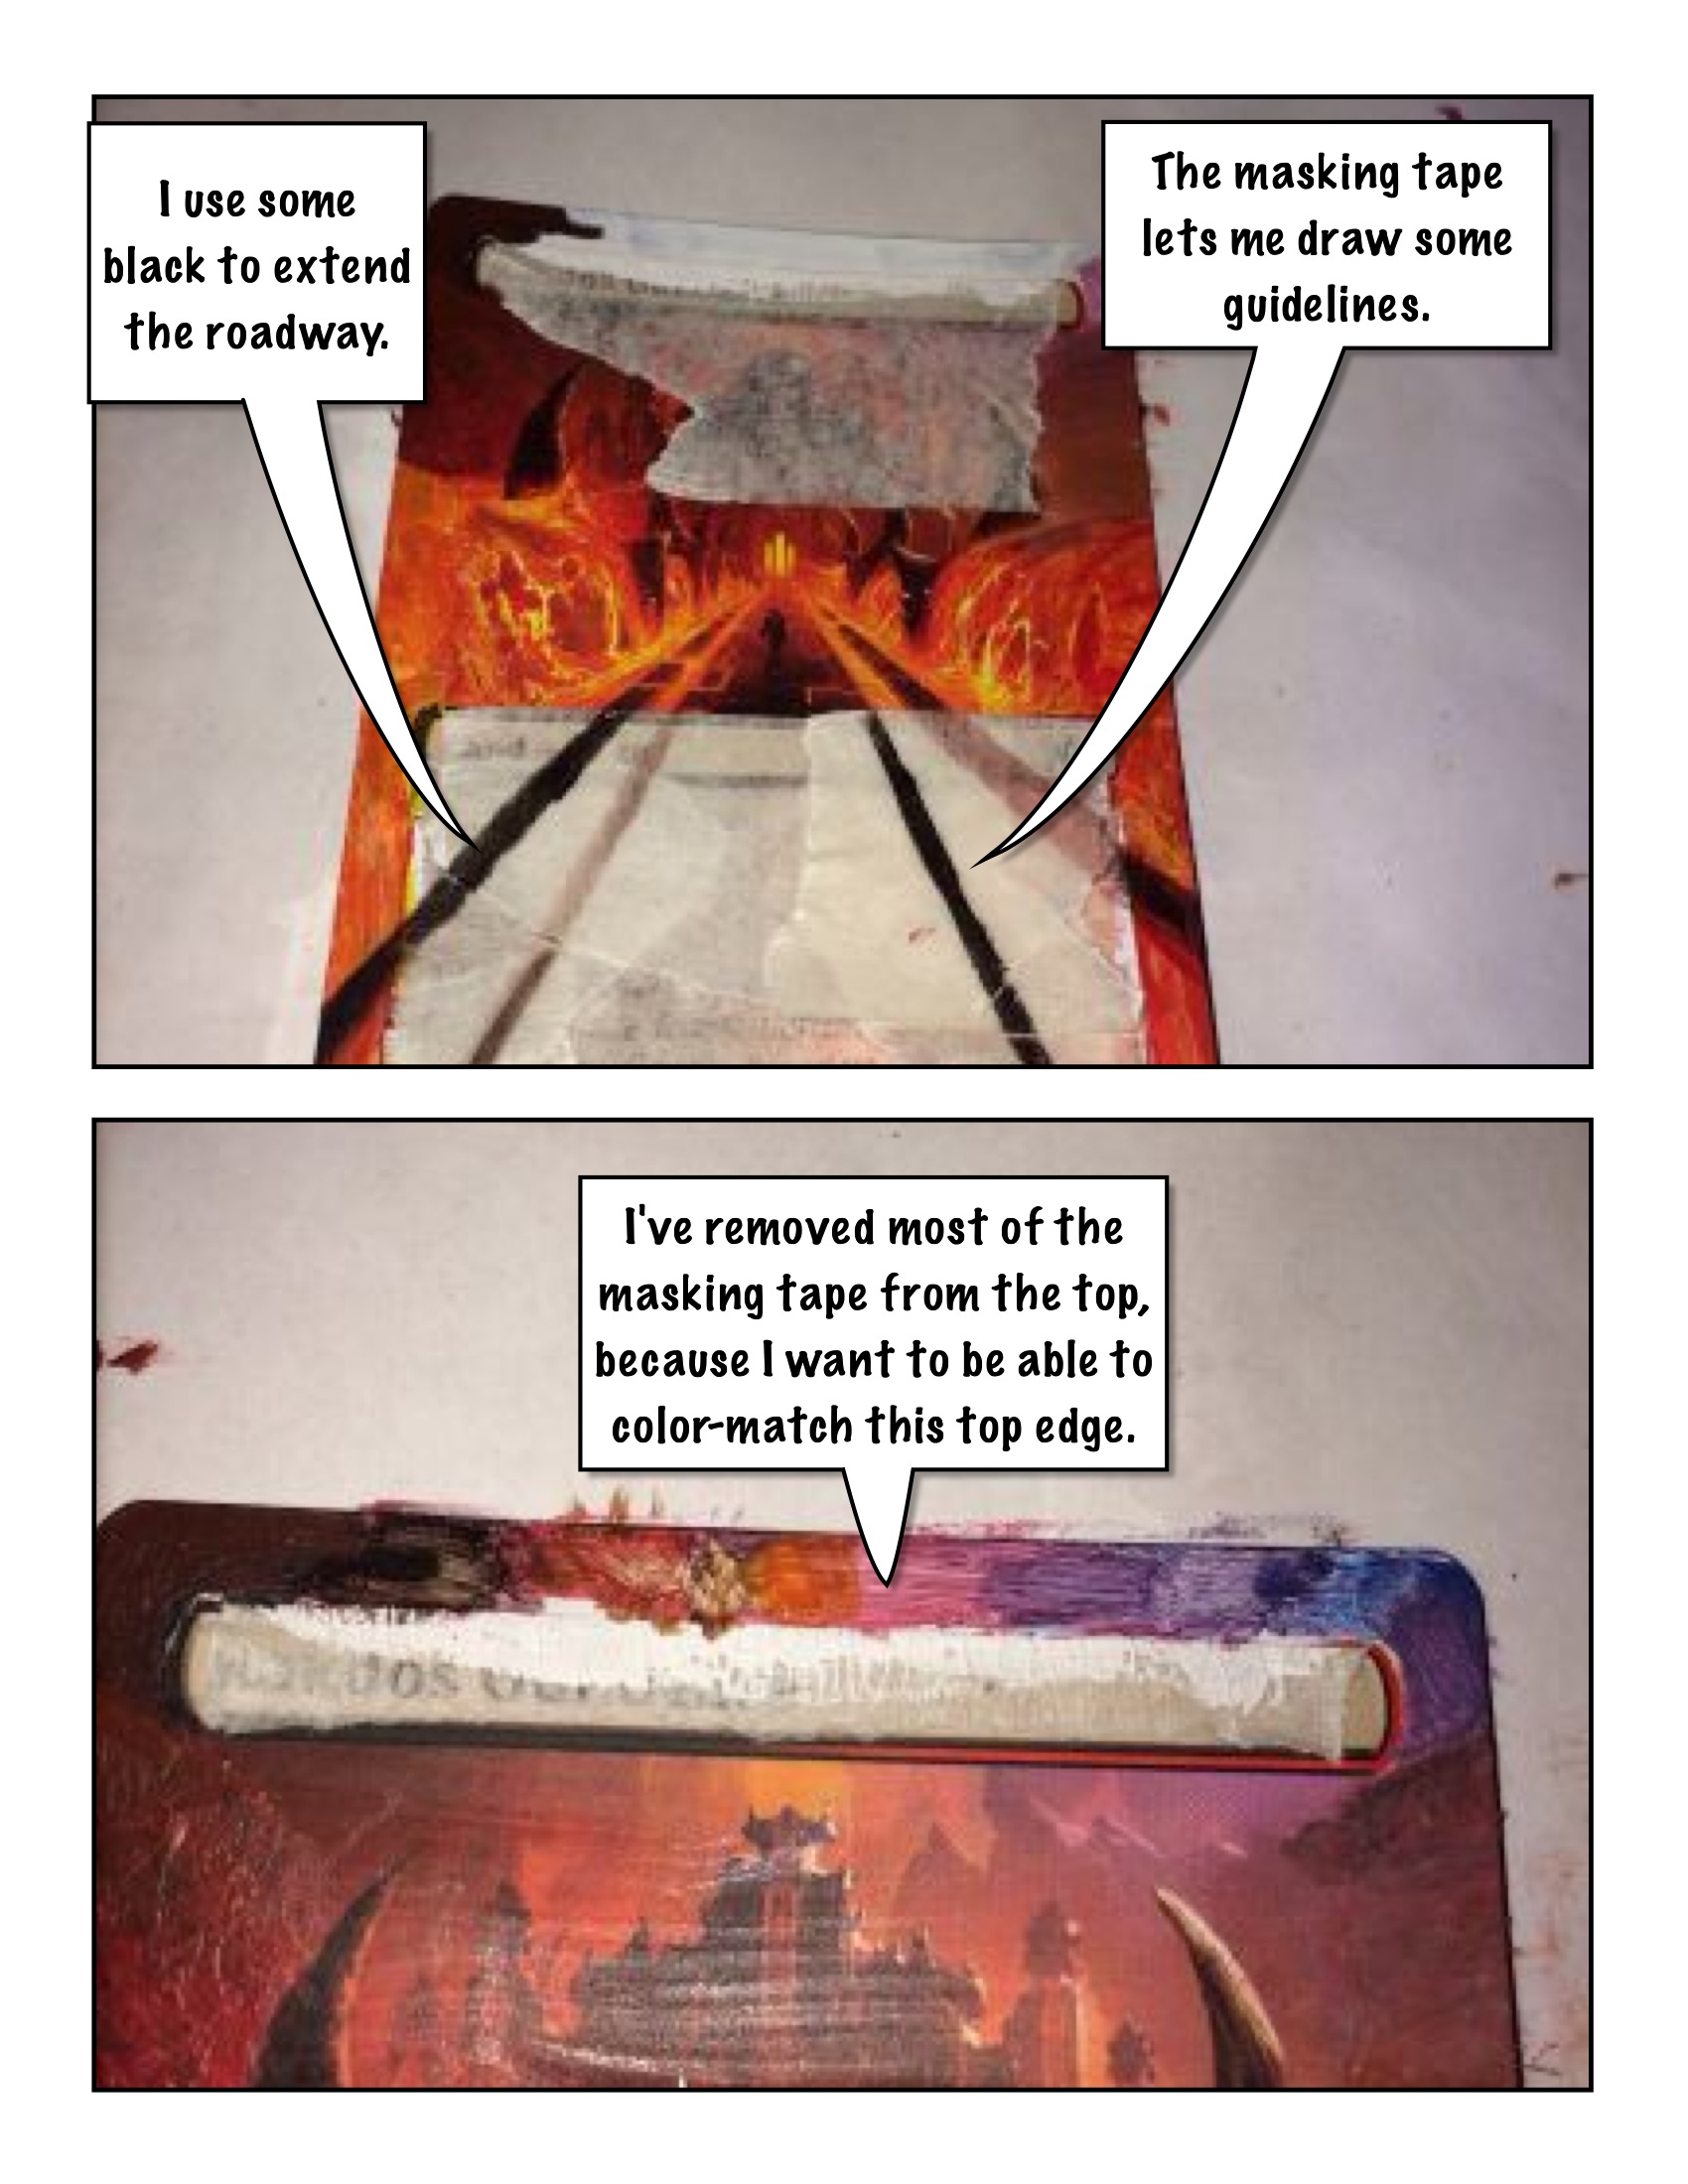 I use some
black to extend
the roadway.
The masking tape
lets me draw some
guidelines.
I've removed most of the
masking tape from the top,
because I want to be able to
color-match this top edge.